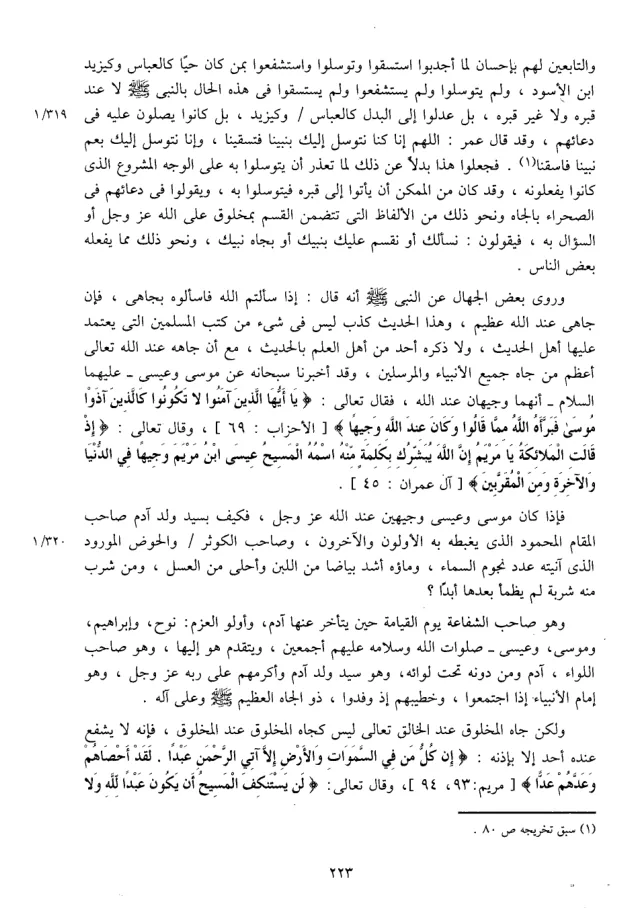 والتابعين لهم بإحسان لما أجدبوا استسقوا وتوسلوا واستشفعوا بمن كان حيًا كالعباس وكيزيد
ابن الأسود ، ولم يتوسلوا ولم يستشفعوا ولم يستسقوا فى هذه الحال بالنبى ﷺ لا عند
١/٣١٩ قبره ولا غير قبره ، بل عدلوا إلى البدل كالعباس / وكيزيد ، بل كانوا يصلون عليه فى
دعائهم ، وقد قال عمر : اللهم إنا كنا نتوسل إليك بنبينا فتسقينا ، وإنا نتوسل إليك بعم
نبينا فاسقنا(١) . فجعلوا هذا بدلاً عن ذلك لما تعذر أن يتوسلوا به على الوجه المشروع الذى
كانوا يفعلونه ، وقد كان من الممكن أن يأتوا إلى قبره فيتوسلوا به ، ويقولوا فى دعائهم فى
الصحراء بالجاه ونحو ذلك من الألفاظ التى تتضمن القسم بمخلوق على الله عز وجل أو
السؤال به ، فيقولون : نسألك أو نقسم عليك بنبيك أو بجاه نبيك ، ونحو ذلك مما يفعله
بعض الناس .
وروى بعض الجهال عن النبى ﷺ أنه قال : إذا سألتم الله فاسألوه بجاهى ، فإن
جاهى عند الله عظيم ، وهذا الحديث كذب ليس فى شىء من كتب المسلمين التى يعتمد
عليها أهل الحديث ، ولا ذكره أحد من أهل العلم بالحديث ، مع أن جاهه عند الله تعالى
أعظم من جاه جميع الأنبياء والمرسلين ، وقد أخبرنا سبحانه عن موسى وعيسى ـ عليهما
السلام ـ أنهما وجيهان عند الله ، فقال تعالى : ﴿ يَا أَيُّهَا الَّذِينَ آمَنُوا لا تَكُونُوا كَالَّذِينَ آذَوْا
مُوسَىٰ فَبَرَّأَهُ اللَّهُ مِمَّا قَالُوا وَكَانَ عِندَ اللَّهِ وَجِيهًا ﴾ [ الأحزاب : ٦٩ ] ، وقال تعالى : ﴿ إِذْ
قَالَتِ الْمَلائِكَةُ يَا مَرْيَمُ إِنَّ اللَّهَ يُبَشِّرُكِ بِكَلِمَةٍ مِّنْهُ اسْمُهُ الْمَسِيحُ عِيسَى ابْنُ مَرْيَمَ وَجِيهًا فِي الدُّنْيَا
وَالآخِرَةِ وَمِنَ الْمُقَرَّبِينَ ﴾ [ آل عمران : ٤٥ ] .
فإذا كان موسى وعيسى وجيهين عند الله عز وجل ، فكيف بسيد ولد آدم صاحب
١/٣٢٠ المقام المحمود الذى يغبطه به الأولون والآخرون ، وصاحب الكوثر / والحوض المورود
الذى آنيته عدد نجوم السماء ، وماؤه أشد بياضا من اللبن وأحلى من العسل ، ومن شرب
منه شربة لم يظمأ بعدها أبدًا ؟
وهو صاحب الشفاعة يوم القيامة حين يتأخر عنها آدم، وأولو العزم: نوح، وإبراهيم،
وموسى، وعيسى ـ صلوات الله وسلامه عليهم أجمعين ، ويتقدم هو إليها ، وهو صاحب
اللواء ، آدم ومن دونه تحت لوائه، وهو سيد ولد آدم وأكرمهم على ربه عز وجل ، وهو
إمام الأنبياء إذا اجتمعوا ، وخطيبهم إذ وفدوا ، ذو الجاه العظيم ﷺ وعلى آله .
ولكن جاه المخلوق عند الخالق تعالى ليس كجاه المخلوق عند المخلوق ، فإنه لا يشفع
عنده أحد إلا بإذنه : ﴿ إِن كُلُّ مَن فِي السَّمَوَاتِ وَالأَرْضِ إِلاَّ آتِي الرَّحْمَنِ عَبْدًا . لَقَدْ أَحْصَاهُمْ
وَعَدَّهُمْ عَدًّا ﴾ [ مريم:٩٣، ٩٤ ]، وقال تعالى: ﴿ لَن يَسْتَنكِفَ الْمَسِيحُ أَن يَكُونَ عَبْدًا لِّلَّهِ وَلا
(١) سبق تخريجه ص ٨٠ .
٢٢٣